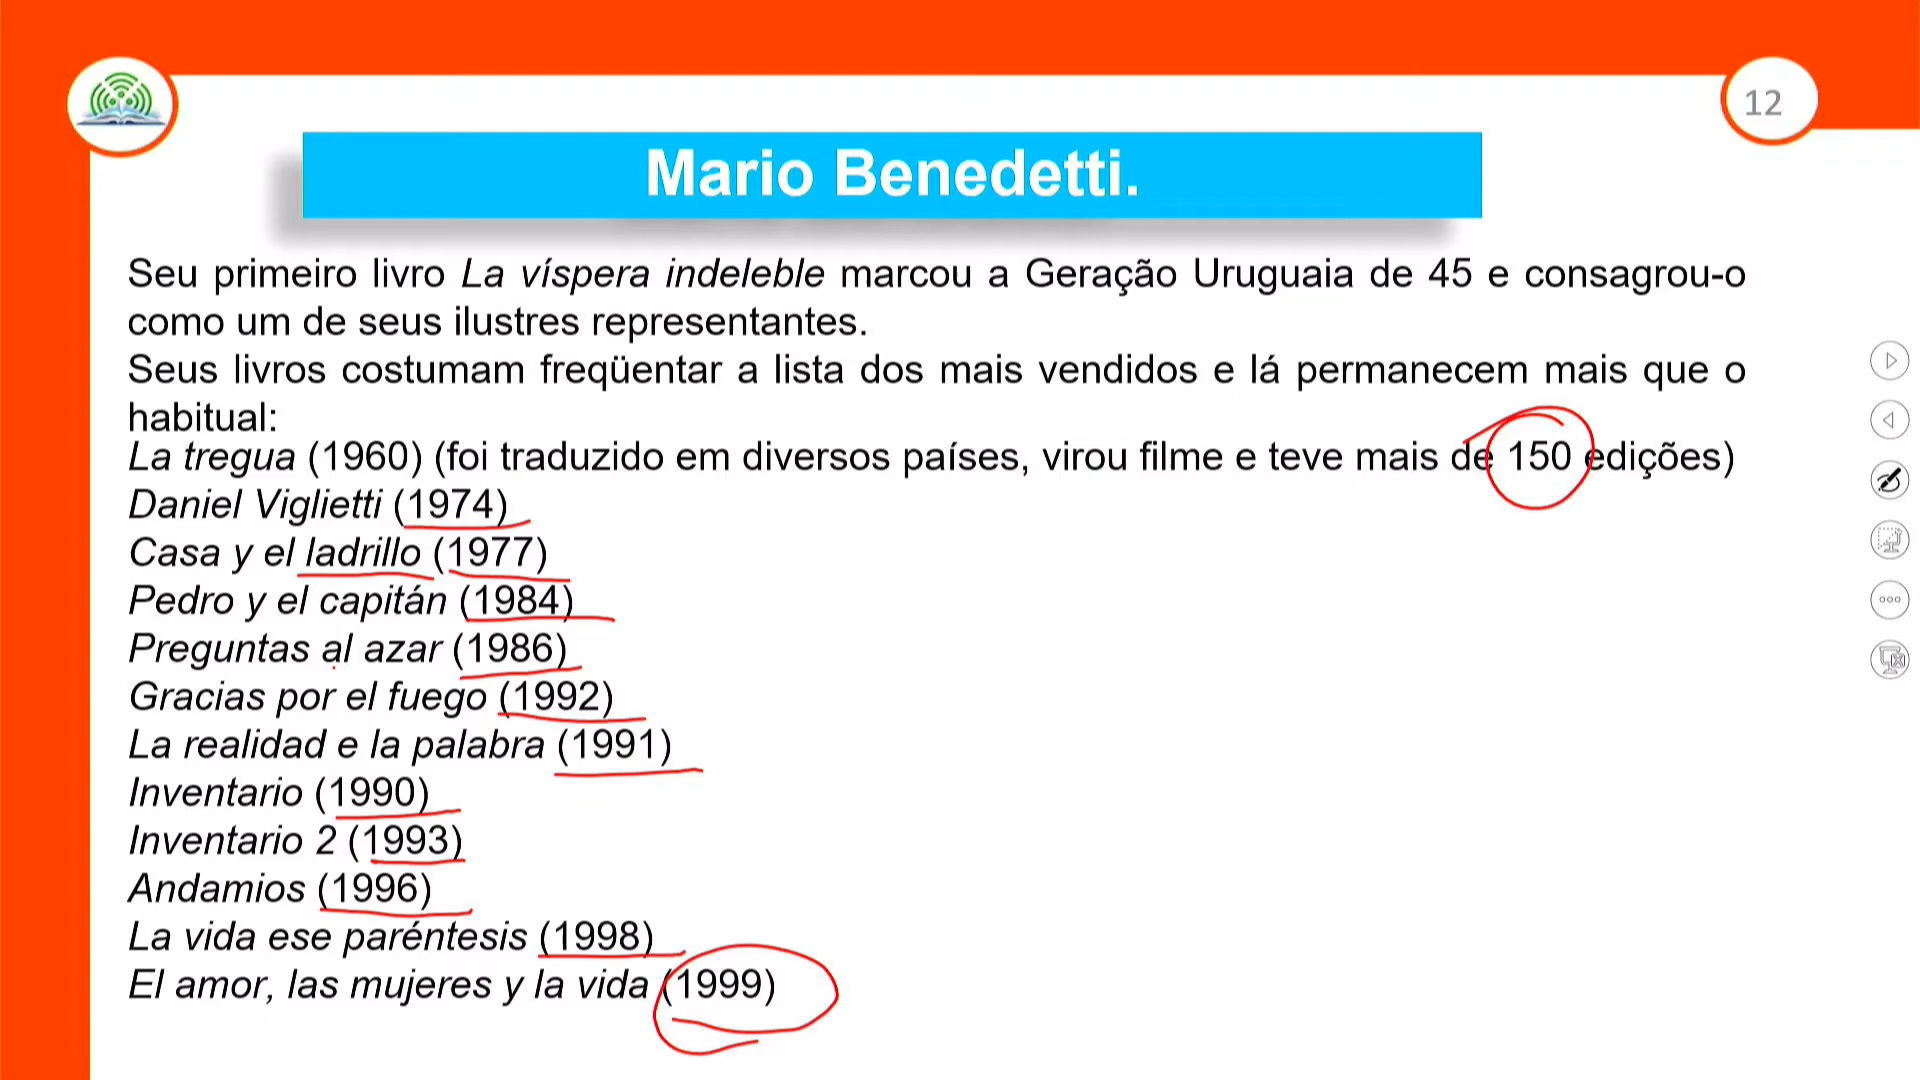 12
Mario Benedetti.
Seu primeiro livro La víspera indeleble marcou a Geração Uruguaia de 45 e consagrou-o
como um de seus ilustres representantes.
Seus livros costumam freqüentar a lista dos mais vendidos e lá permanecem mais que o
habitual:
La tregua (1960) (foi traduzido em diversos países, virou filme e teve mais de 150 edições)
Daniel Viglietti (1974)
Casa y el ladrillo (1977)
Pedro y el capitán (1984)
Preguntas al azar (1986)
Gracias por el fuego (1992)
La realidad e la palabra (1991)
Inventario (1990)
Inventario 2 (1993)
Andamios (1996)
La vida ese paréntesis (1998)
El amor, las mujeres y la vida (1999)